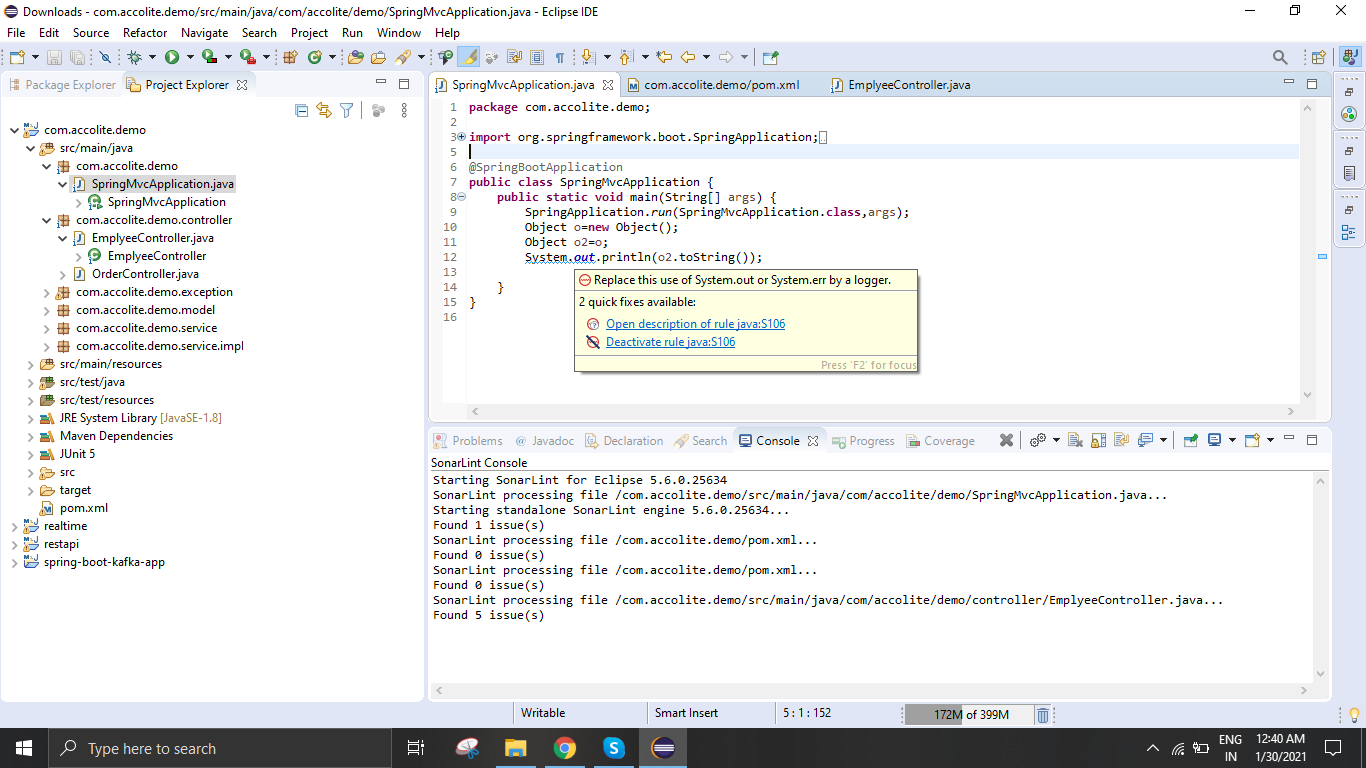 Downloads - com.accolite.demo/src/main/java/com/accolite/demo/SpringMvcApplication.java - Eclipse IDE
File Edit Source Refactor Navigate Search Project Run Window Help
Package Explorer Project Explorer
com.accolite.demo
src/main/java
com.accolite.demo
SpringMvcApplication.java
SpringMvcApplication
com.accolite.demo.controller
EmplyeeController.java
EmplyeeController
OrderController.java
com.accolite.demo.exception
com.accolite.demo.model
com.accolite.demo.service
com.accolite.demo.service.impl
src/main/resources
src/test/java
src/test/resources
JRE System Library [JavaSE-1.8]
Maven Dependencies
JUnit 5
src
target
pom.xml
realtime
restapi
spring-boot-kafka-app
SpringMvcApplication.java com.accolite.demo/pom.xml EmplyeeController.java
1 package com.accolite.demo;
2
3 import org.springframework.boot.SpringApplication;
5
6 @SpringBootApplication
7 public class SpringMvcApplication {
8 public static void main(String[] args) {
9 SpringApplication.run(SpringMvcApplication.class,args);
10 Object o=new Object();
11 Object o2=o;
12 System.out.println(o2.toString());
13
14 }
15 }
16
Replace this use of System.out or System.err by a logger.
2 quick fixes available:
Open description of rule java:S106
Deactivate rule java:S106
Press 'F2' for focus
Problems @ Javadoc Declaration Search Console Progress Coverage
SonarLint Console
Starting SonarLint for Eclipse 5.6.0.25634
SonarLint processing file /com.accolite.demo/src/main/java/com/accolite/demo/SpringMvcApplication.java...
Starting standalone SonarLint engine 5.6.0.25634...
Found 1 issue(s)
SonarLint processing file /com.accolite.demo/pom.xml...
Found 0 issue(s)
SonarLint processing file /com.accolite.demo/pom.xml...
Found 0 issue(s)
SonarLint processing file /com.accolite.demo/src/main/java/com/accolite/demo/controller/EmplyeeController.java...
Found 5 issue(s)
Writable Smart Insert 5 : 1 : 152 172M of 399M
Type here to search
ENG
IN
12:40 AM
1/30/2021